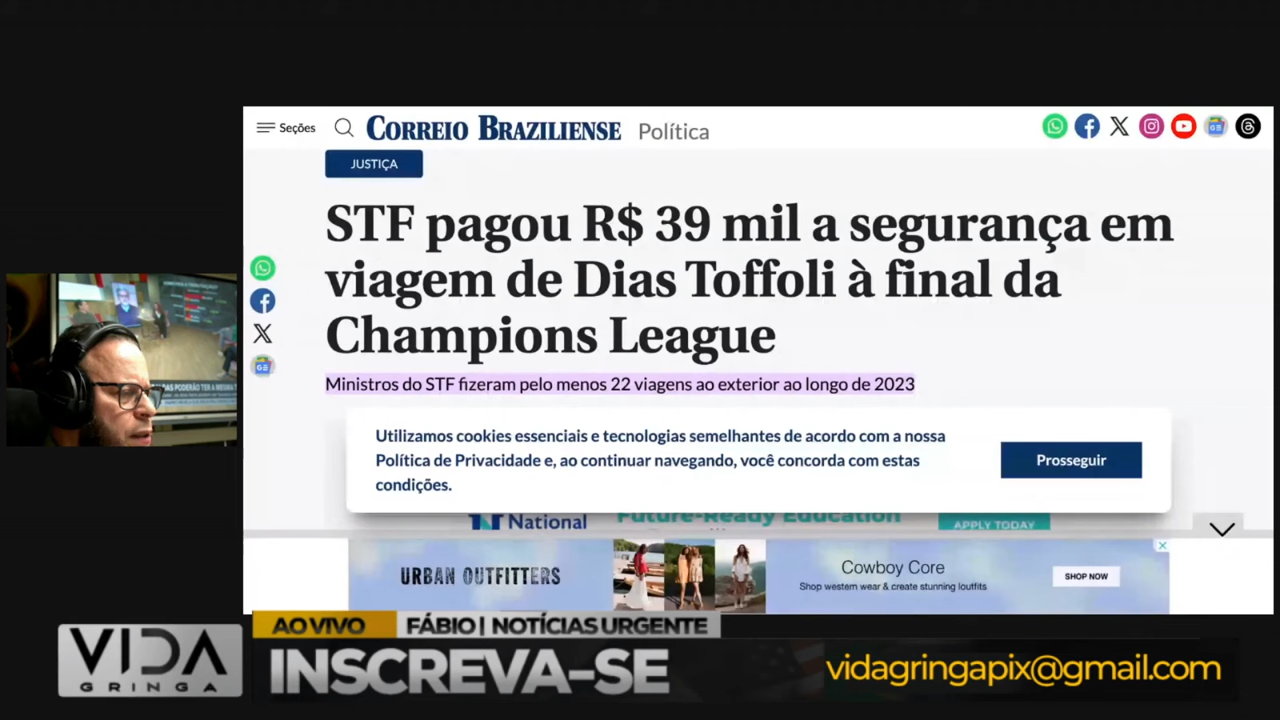 Seções
CORREIO BRAZILIENSE Política
JUSTIÇA
STF pagou R$ 39 mil a segurança em
viagem de Dias Toffoli à final da
Champions League
Ministros do STF fizeram pelo menos 22 viagens ao exterior ao longo de 2023
Utilizamos cookies essenciais e tecnologias semelhantes de acordo com a nossa
Política de Privacidade e, ao continuar navegando, você concorda com estas
condições.
Prosseguir
National
Future-Ready Education
APPLY TODAY
URBAN OUTFITTERS
Cowboy Core
Shop western wear & create stunning loutfits
SHOP NOW
DAS PODERÃO TER A MESMA
AO VIVO
FÁBIO | NOTÍCIAS URGENTE
VIDA
GRINGA
INSCREVA-SE
vidagringapix@gmail.com